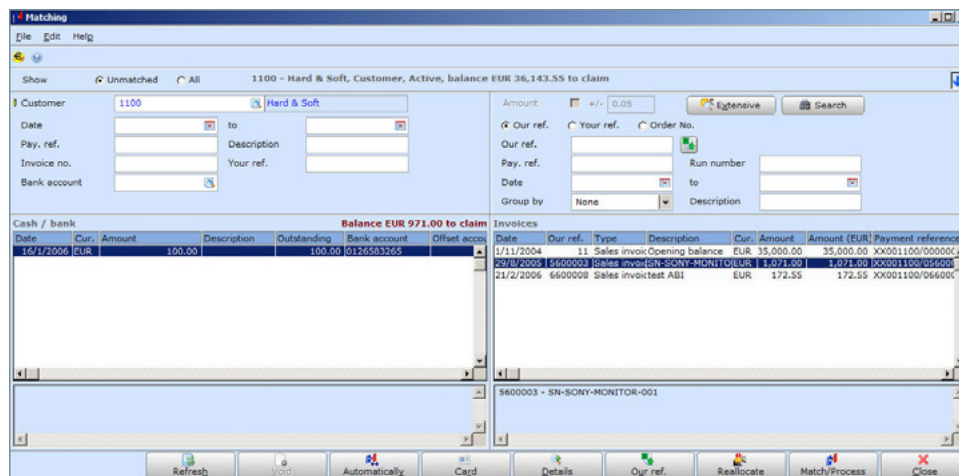 Matching
File Edit Help
Show Unmatched All 1100 - Hard & Soft, Customer, Active, balance EUR 36,143.55 to claim
Customer 1100 Hard & Soft
Date to
Pay. ref. Description
Invoice no. Your ref.
Bank account
Amount +/- 0.05 Extensive Search
Our ref. Your ref. Order No.
Our ref.
Pay. ref. Run number
Date to
Group by None Description
Cash / bank Balance EUR 971.00 to claim
Date Cur. Amount Description Outstanding Bank account Offset accou
16/1/2006 EUR 100.00 100.00 0126583265
Invoices
Date Our ref. Type Description Cur. Amount Amount (EUR) Payment reference
1/11/2004 11 Sales invoic Opening balance EUR 35,000.00 35,000.00 XX001100/00000
29/8/2005 5600003 Sales invoic SN-SONY-MONITO EUR 1,071.00 1,071.00 XX001100/05600
21/2/2006 6600008 Sales invoic test ABI EUR 172.55 172.55 XX001100/06600
5600003 - SN-SONY-MONITOR-001
Refresh Void Automatically Card Details Our ref. Reallocate Match/Process Close